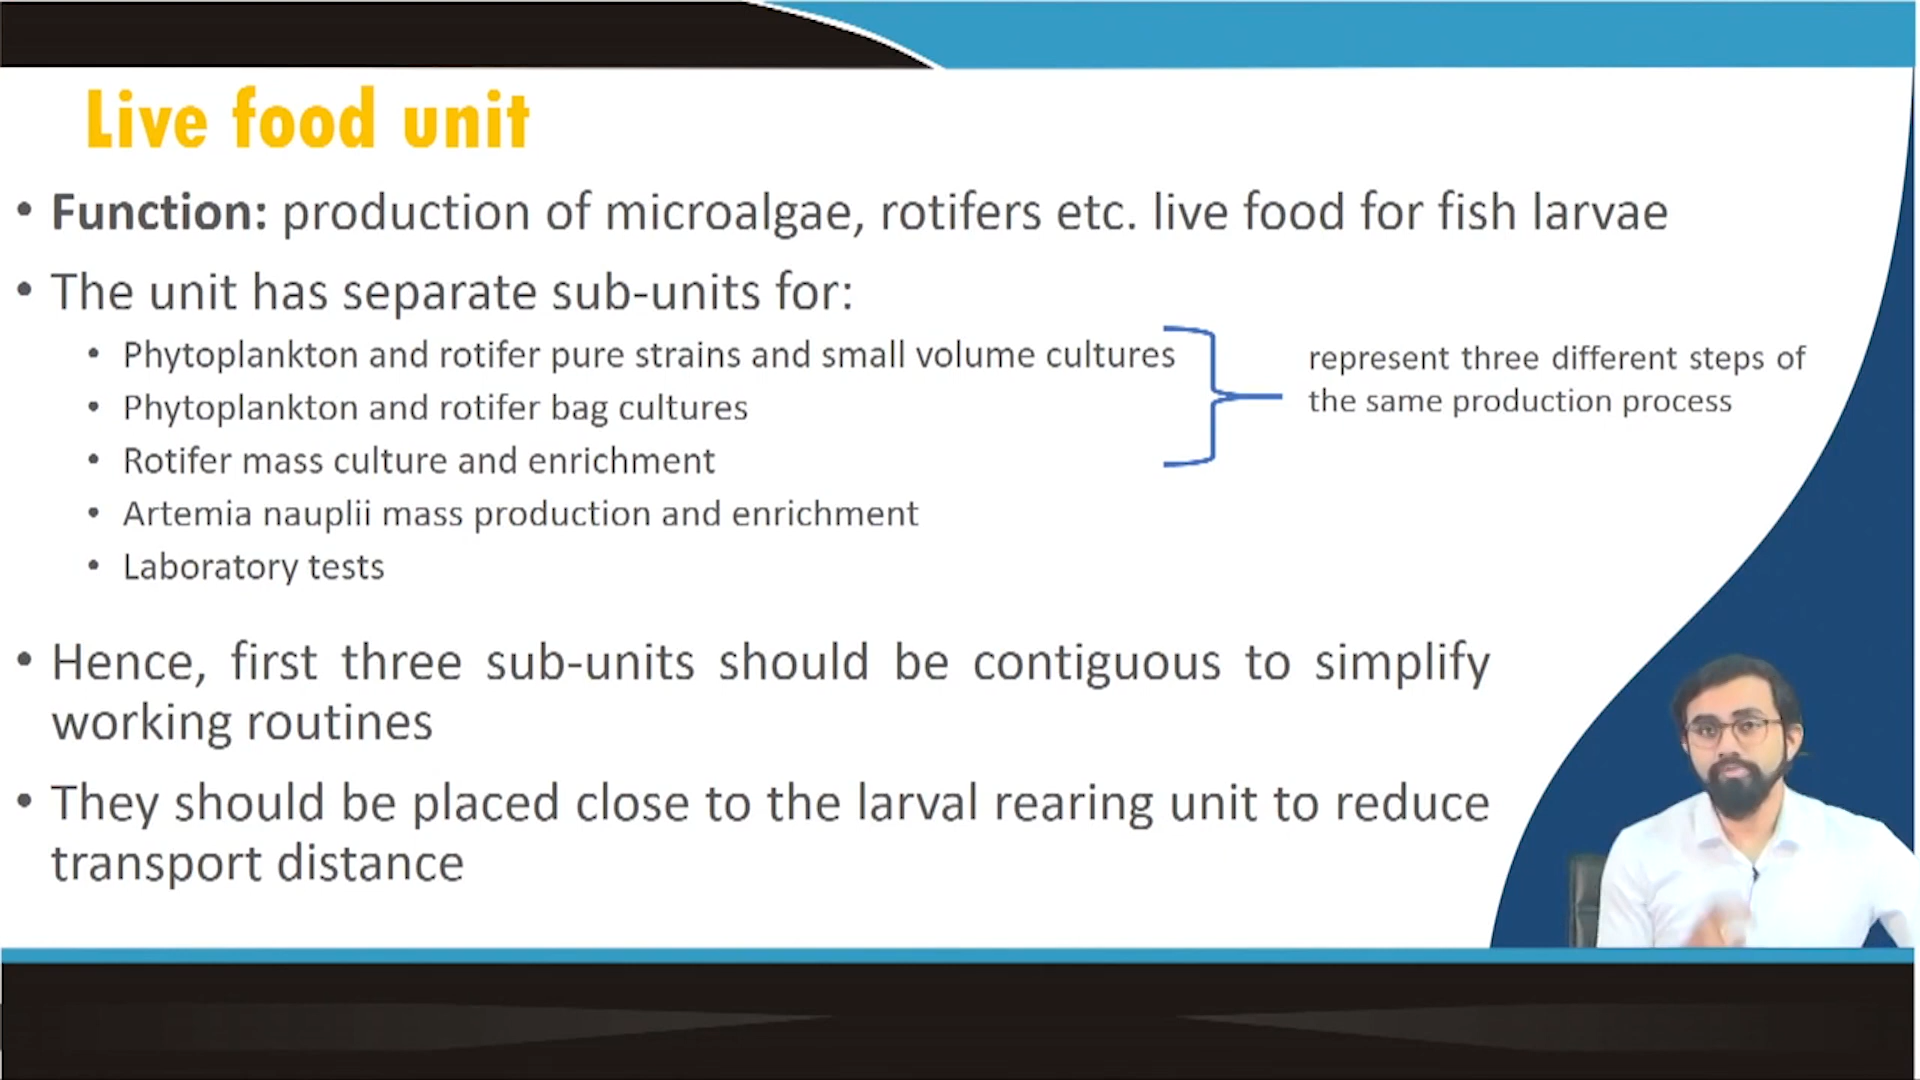 Live food unit
• Function: production of microalgae, rotifers etc. live food for fish larvae
• The unit has separate sub-units for:
• Phytoplankton and rotifer pure strains and small volume cultures
• Phytoplankton and rotifer bag cultures
• Rotifer mass culture and enrichment
• Artemia nauplii mass production and enrichment
• Laboratory tests
represent three different steps of
the same production process
• Hence, first three sub-units should be contiguous to simplify
working routines
• They should be placed close to the larval rearing unit to reduce
transport distance